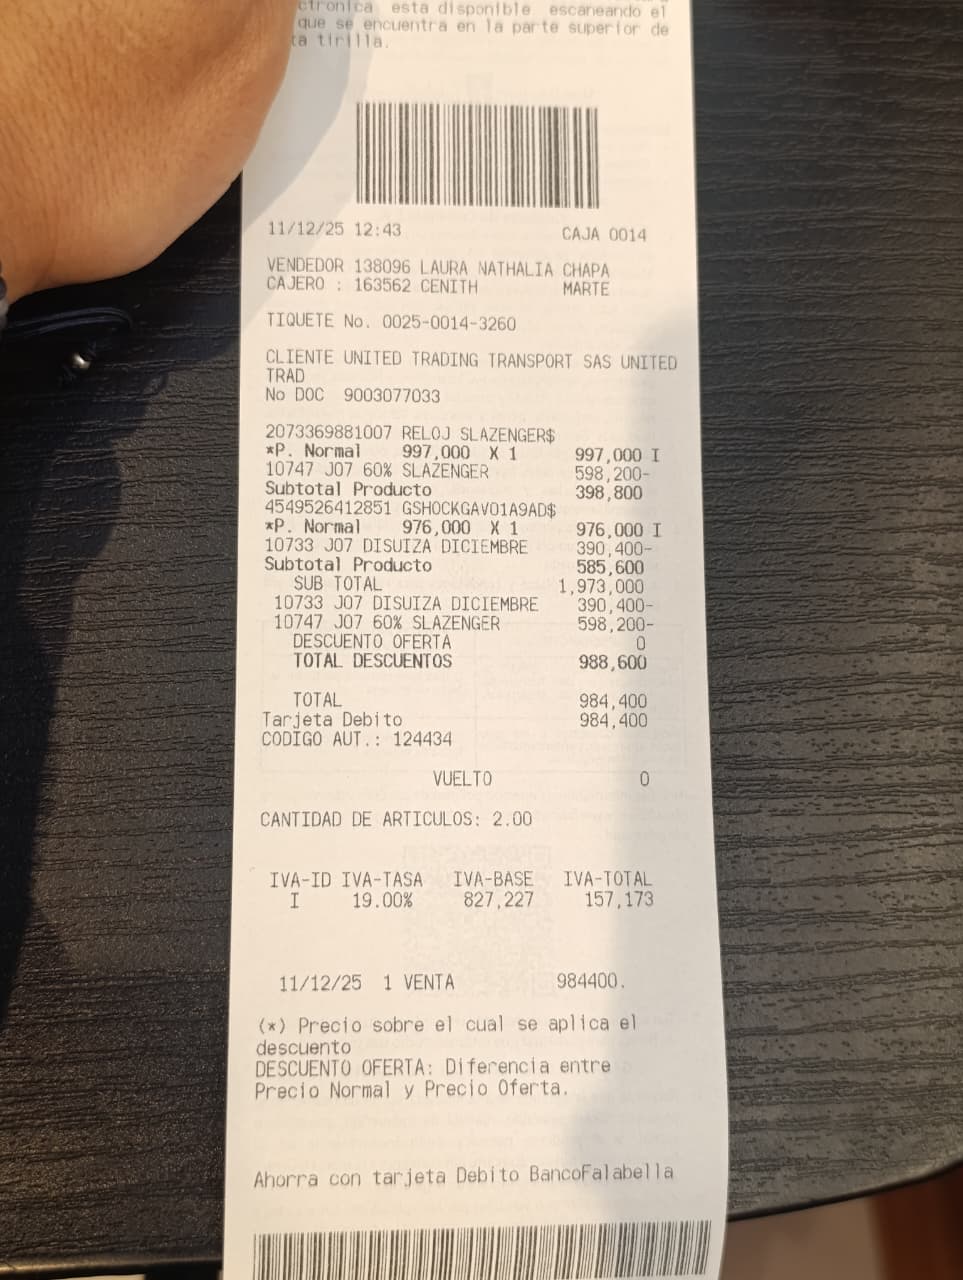 ctronica esta disponible escaneando el
que se encuentra en la parte superior de
ta tirilla.
11/12/25 12:43 CAJA 0014
VENDEDOR 138096 LAURA NATHALIA CHAPA
CAJERO : 163562 CENITH MARTE
TIQUETE No. 0025-0014-3260
CLIENTE UNITED TRADING TRANSPORT SAS UNITED
TRAD
No DOC 9003077033
2073369881007 RELOJ SLAZENGER$
*P. Normal 997,000 X 1 997,000 I
10747 J07 60% SLAZENGER 598,200-
Subtotal Producto 398,800
4549526412851 GSHOCKGAV01A9AD$
*P. Normal 976,000 X 1 976,000 I
10733 J07 DISUIZA DICIEMBRE 390,400-
Subtotal Producto 585,600
SUB TOTAL 1,973,000
10733 J07 DISUIZA DICIEMBRE 390,400-
10747 J07 60% SLAZENGER 598,200-
DESCUENTO OFERTA 0
TOTAL DESCUENTOS 988,600
TOTAL 984,400
Tarjeta Debito 984,400
CODIGO AUT.: 124434
VUELTO 0
CANTIDAD DE ARTICULOS: 2.00
IVA-ID IVA-TASA IVA-BASE IVA-TOTAL
I 19.00% 827,227 157,173
11/12/25 1 VENTA 984400.
(*) Precio sobre el cual se aplica el
descuento
DESCUENTO OFERTA: Diferencia entre
Precio Normal y Precio Oferta.
Ahorra con tarjeta Debito BancoFalabella